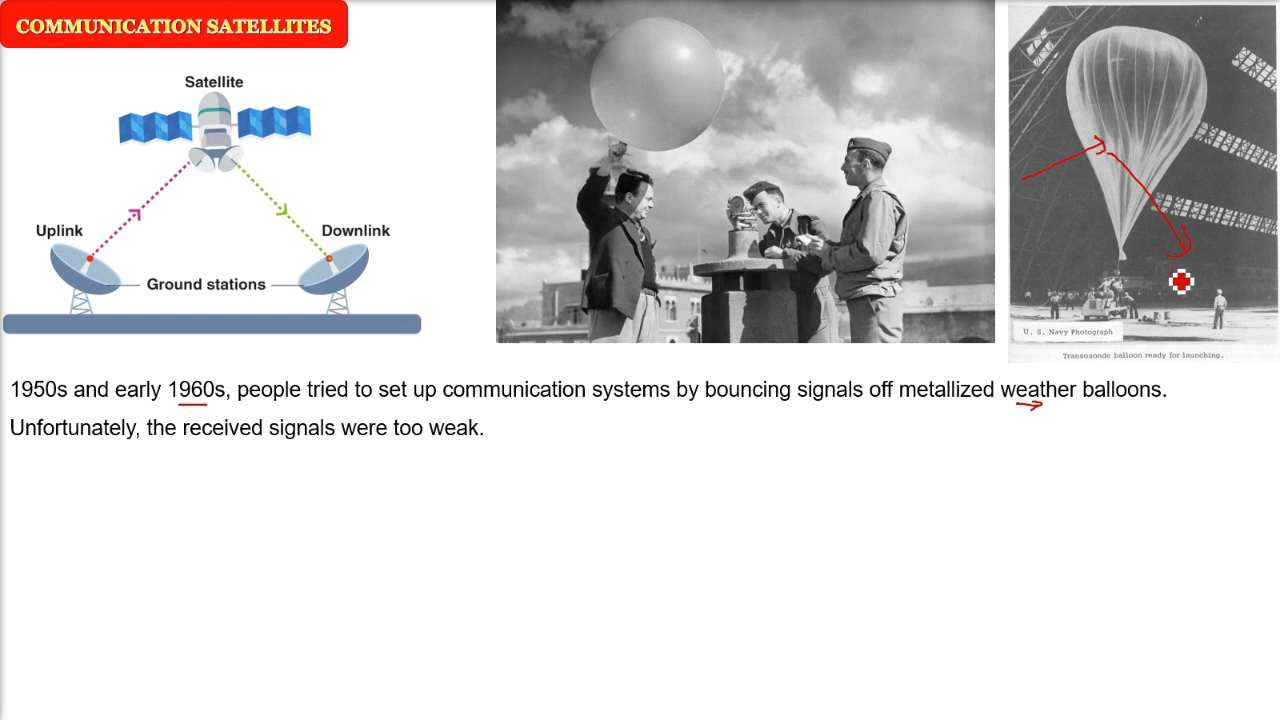 COMMUNICATION SATELLITES
Satellite
Uplink
Downlink
Ground stations
U. S. Navy Photograph
Transosonde balloon ready for launching.
1950s and early 1960s, people tried to set up communication systems by bouncing signals off metallized weather balloons.
Unfortunately, the received signals were too weak.